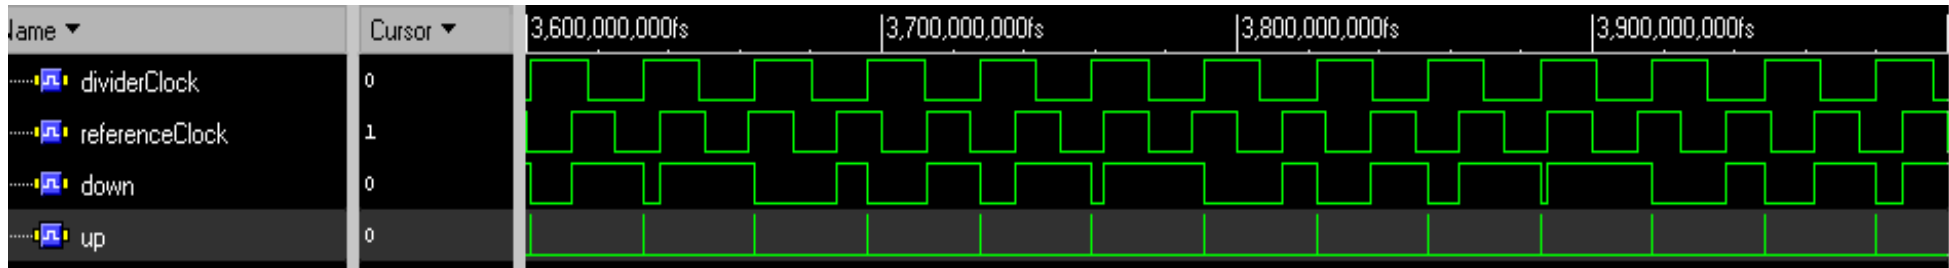 Name Cursor 3,600,000,000fs 3,700,000,000fs 3,800,000,000fs 3,900,000,000fs
dividerClock 0
referenceClock 1
down 0
up 0